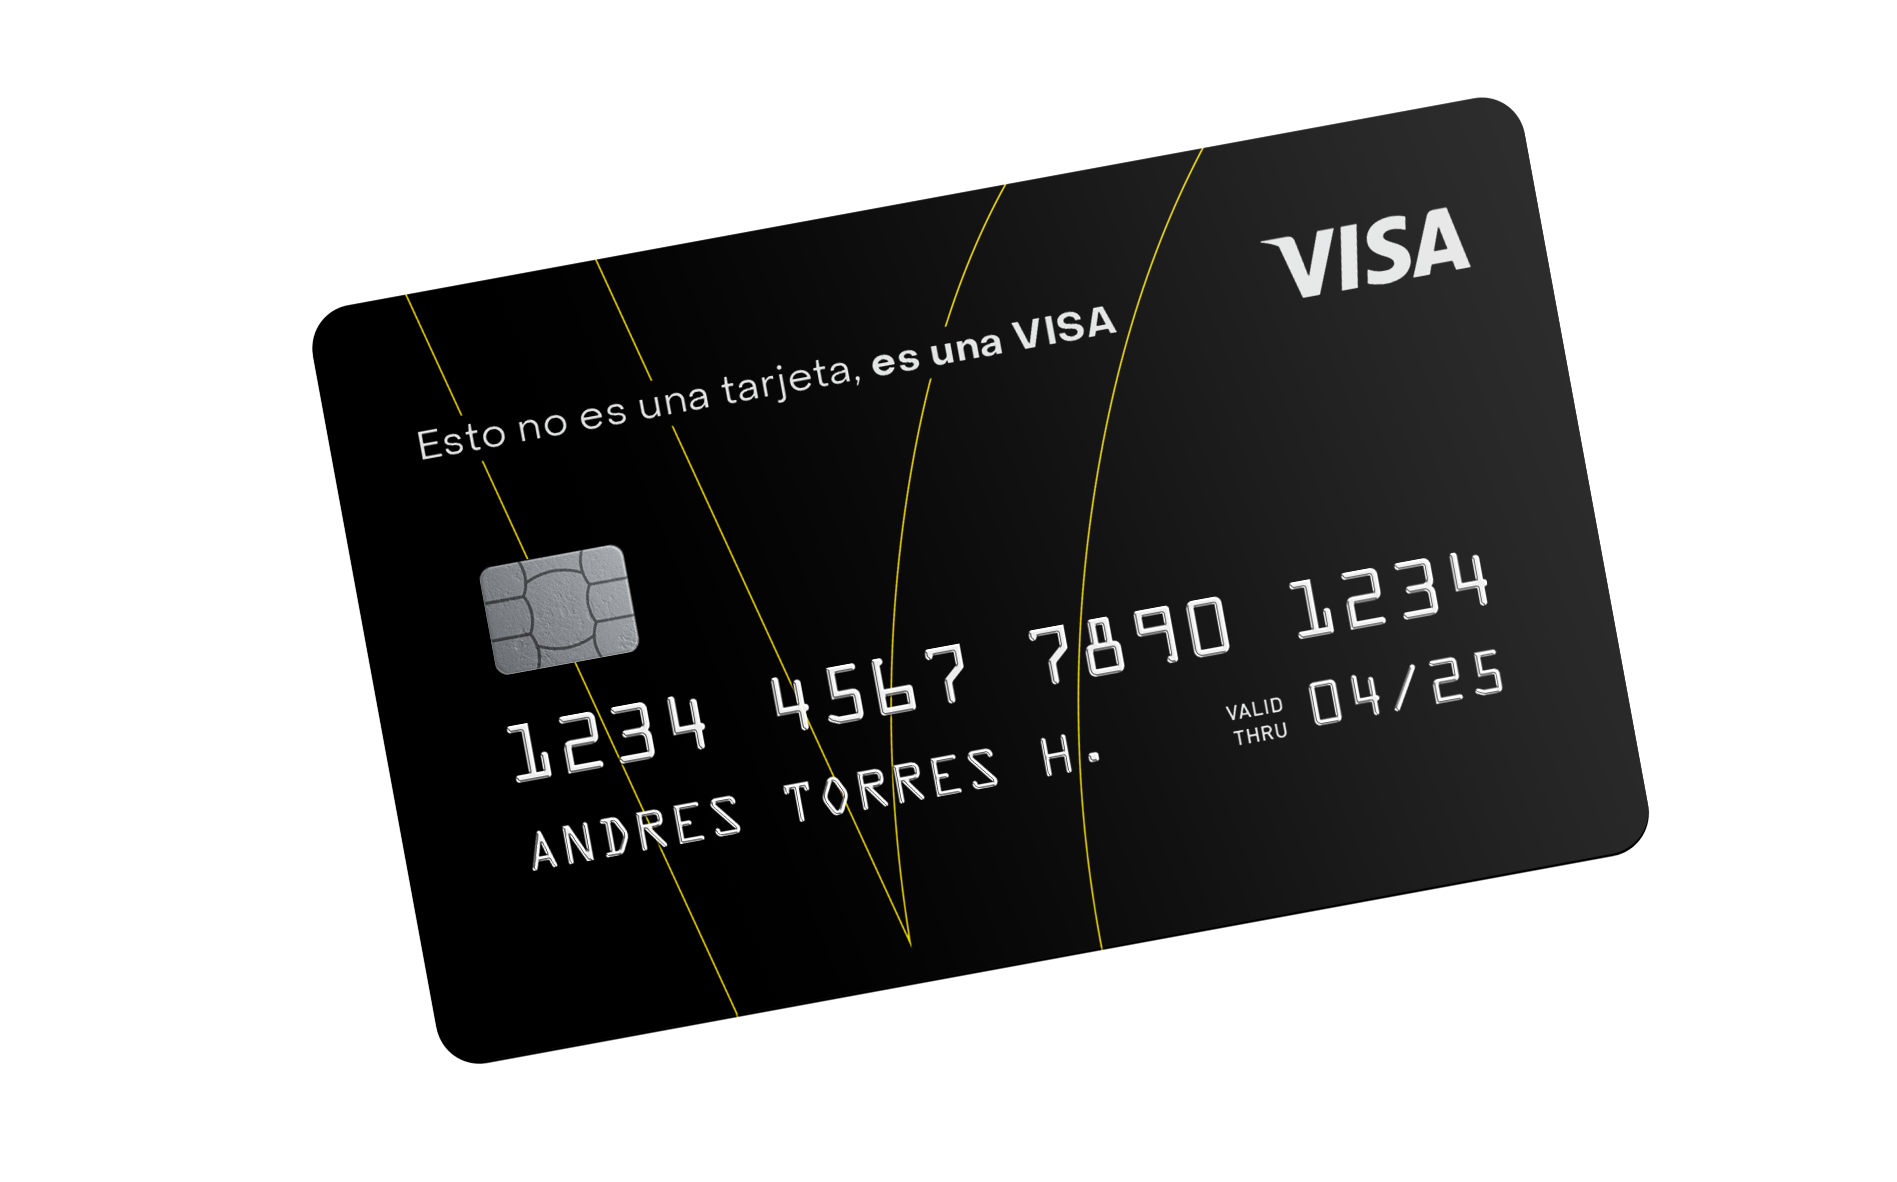 VISA
Esto no es una tarjeta, es una VISA
1234 4567 7890 1234
VALID
THRU
04/25
ANDRES TORRES H.